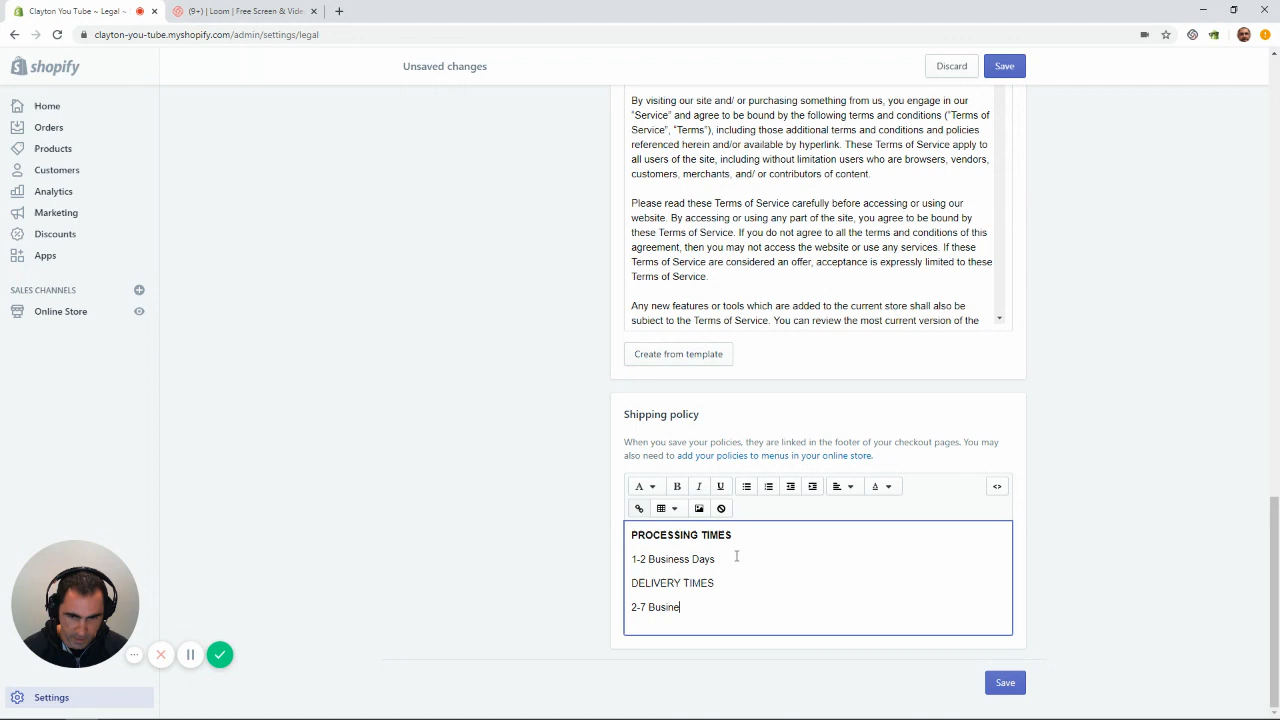 Clayton You Tube ~ Legal ~
(9+) | Loom | Free Screen & Vide
clayton-you-tube.myshopify.com/admin/settings/legal
shopify
Unsaved changes
Discard
Save
Home
Orders
Products
Customers
Analytics
Marketing
Discounts
Apps
SALES CHANNELS
Online Store
Settings
By visiting our site and/ or purchasing something from us, you engage in our
“Service” and agree to be bound by the following terms and conditions (“Terms of
Service”, “Terms”), including those additional terms and conditions and policies
referenced herein and/or available by hyperlink. These Terms of Service apply to
all users of the site, including without limitation users who are browsers, vendors,
customers, merchants, and/ or contributors of content.
Please read these Terms of Service carefully before accessing or using our
website. By accessing or using any part of the site, you agree to be bound by
these Terms of Service. If you do not agree to all the terms and conditions of this
agreement, then you may not access the website or use any services. If these
Terms of Service are considered an offer, acceptance is expressly limited to these
Terms of Service.
Any new features or tools which are added to the current store shall also be
subject to the Terms of Service. You can review the most current version of the
Create from template
Shipping policy
When you save your policies, they are linked in the footer of your checkout pages. You may
also need to add your policies to menus in your online store.
A B I U A <>
PROCESSING TIMES
1-2 Business Days
DELIVERY TIMES
2-7 Busine
Save